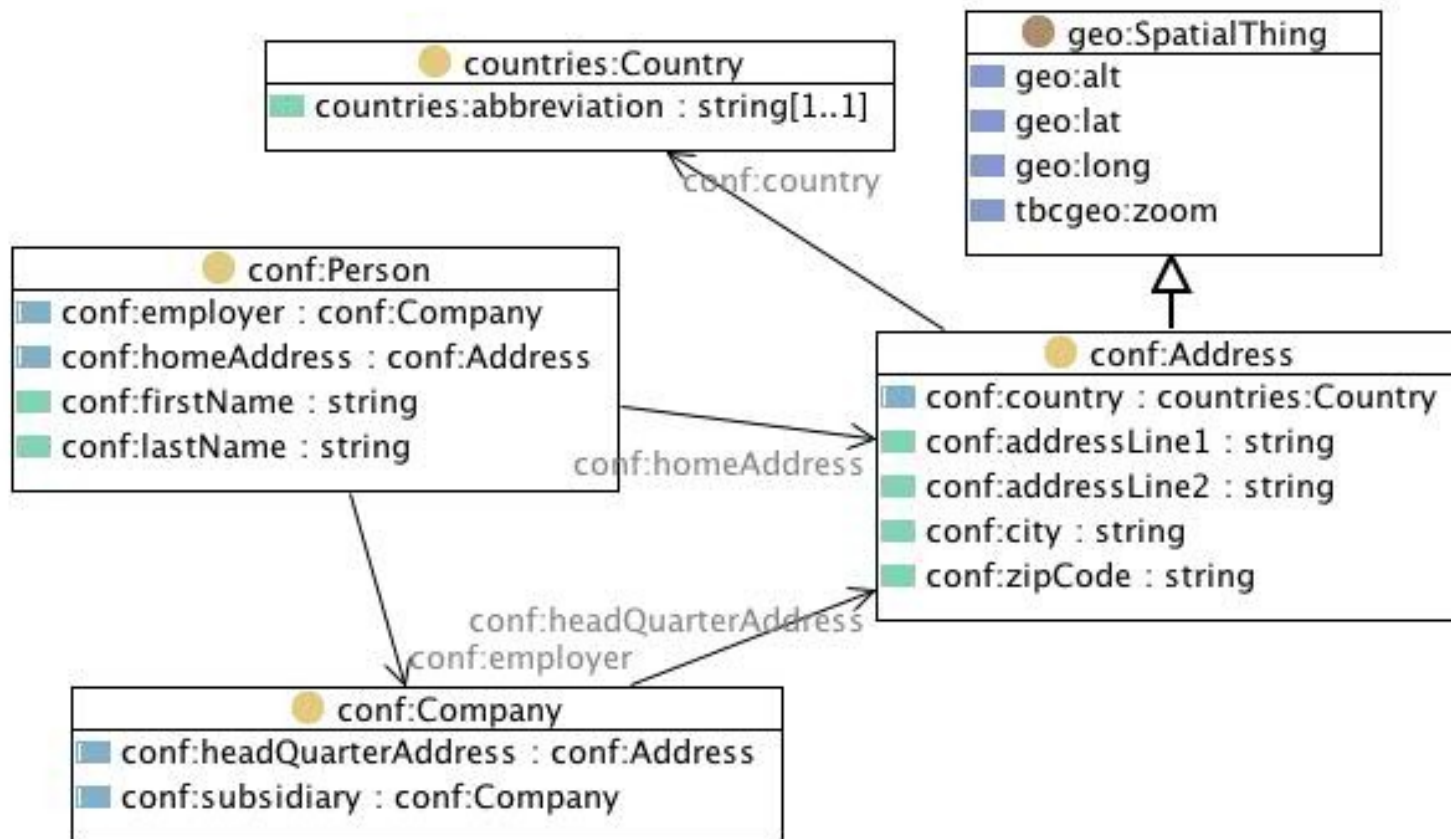 countries:Country
countries:abbreviation : string[1..1]
geo:SpatialThing
geo:alt
geo:lat
geo:long
tbcgeo:zoom
conf:country
conf:Person
conf:employer : conf:Company
conf:homeAddress : conf:Address
conf:firstName : string
conf:lastName : string
conf:homeAddress
conf:Address
conf:country : countries:Country
conf:addressLine1 : string
conf:addressLine2 : string
conf:city : string
conf:zipCode : string
conf:headQuarterAddress
conf:employer
conf:Company
conf:headQuarterAddress : conf:Address
conf:subsidiary : conf:Company